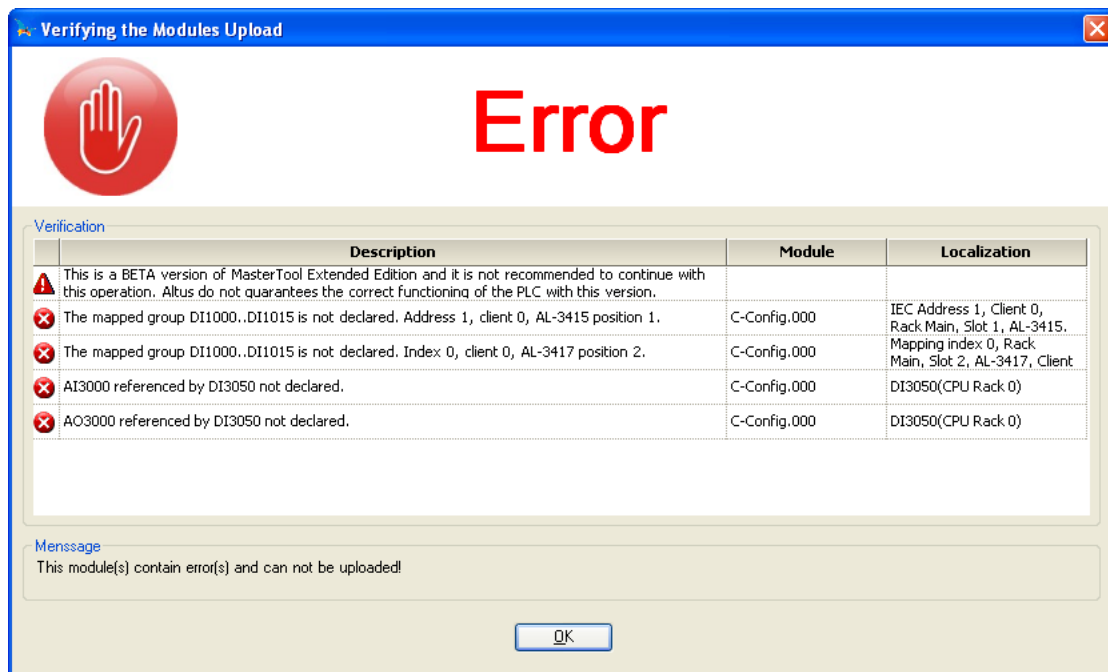 Verifying the Modules Upload
Error
Verification
Description Module Localization
This is a BETA version of MasterTool Extended Edition and it is not recommended to continue with
this operation. Altus do not guarantees the correct functioning of the PLC with this version.
The mapped group DI1000..DI1015 is not declared. Address 1, client 0, AL-3415 position 1. C-Config.000 IEC Address 1, Client 0,
Rack Main, Slot 1, AL-3415.
The mapped group DI1000..DI1015 is not declared. Index 0, client 0, AL-3417 position 2. C-Config.000 Mapping index 0, Rack
Main, Slot 2, AL-3417, Client
AI3000 referenced by DI3050 not declared. C-Config.000 DI3050(CPU Rack 0)
AO3000 referenced by DI3050 not declared. C-Config.000 DI3050(CPU Rack 0)
Menssage
This module(s) contain error(s) and can not be uploaded!
OK